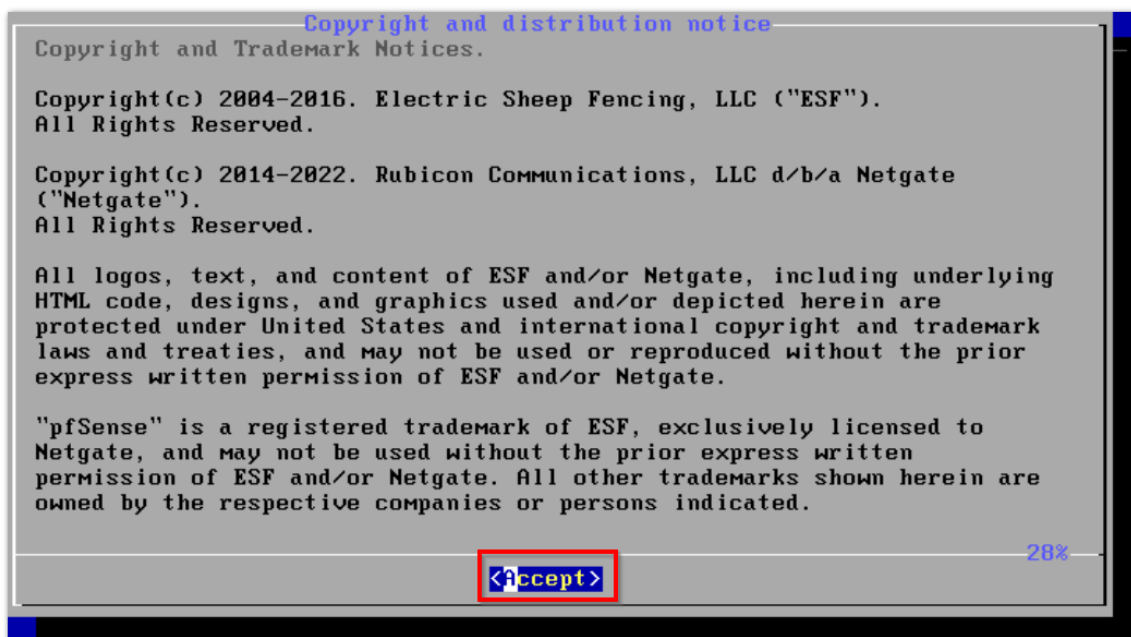 Copyright and distribution notice
Copyright and Trademark Notices.
Copyright(c) 2004-2016. Electric Sheep Fencing, LLC ("ESF").
All Rights Reserved.
Copyright(c) 2014-2022. Rubicon Communications, LLC d/b/a Netgate
("Netgate").
All Rights Reserved.
All logos, text, and content of ESF and/or Netgate, including underlying
HTML code, designs, and graphics used and/or depicted herein are
protected under United States and international copyright and trademark
laws and treaties, and may not be used or reproduced without the prior
express written permission of ESF and/or Netgate.
"pfSense" is a registered trademark of ESF, exclusively licensed to
Netgate, and may not be used without the prior express written
permission of ESF and/or Netgate. All other trademarks shown herein are
owned by the respective companies or persons indicated.
28%
<Accept>